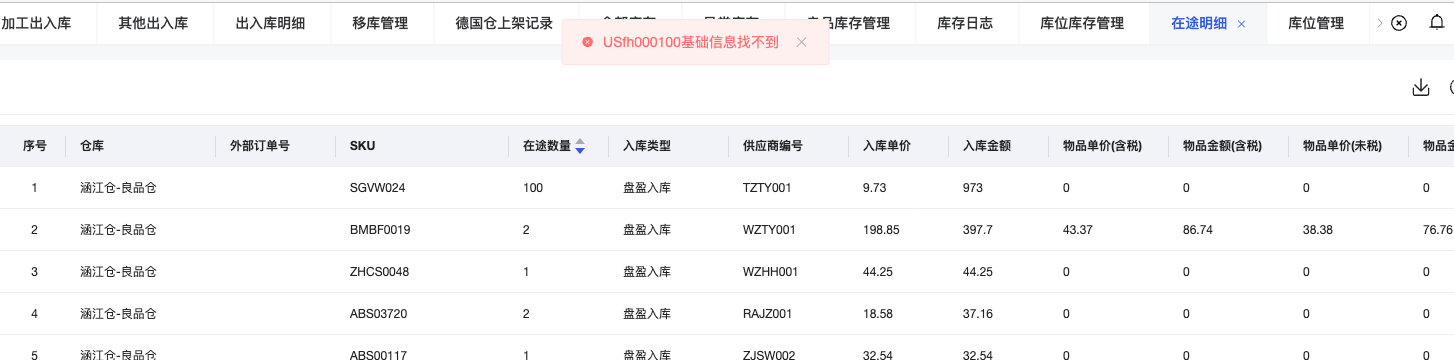 加工出入库 其他出入库 出入库明细 移库管理 德国仓上架记录 库存日志 库位库存管理 在途明细 库位管理
USfh000100基础信息找不到
序号 仓库 外部订单号 SKU 在途数量 入库类型 供应商编号 入库单价 入库金额 物品单价(含税) 物品金额(含税) 物品单价(未税)
1 涵江仓-良品仓 SGVW024 100 盘盈入库 TZTY001 9.73 973 0 0 0 0
2 涵江仓-良品仓 BMBF0019 2 盘盈入库 WZTY001 198.85 397.7 43.37 86.74 38.38 76.76
3 涵江仓-良品仓 ZHCS0048 1 盘盈入库 WZHH001 44.25 44.25 0 0 0 0
4 涵江仓-良品仓 ABS03720 2 盘盈入库 RAJZ001 18.58 37.16 0 0 0 0
5 涵江仓-良品仓 ABS00117 1 盘盈入库 ZJSW002 32.54 32.54 0 0 0 0